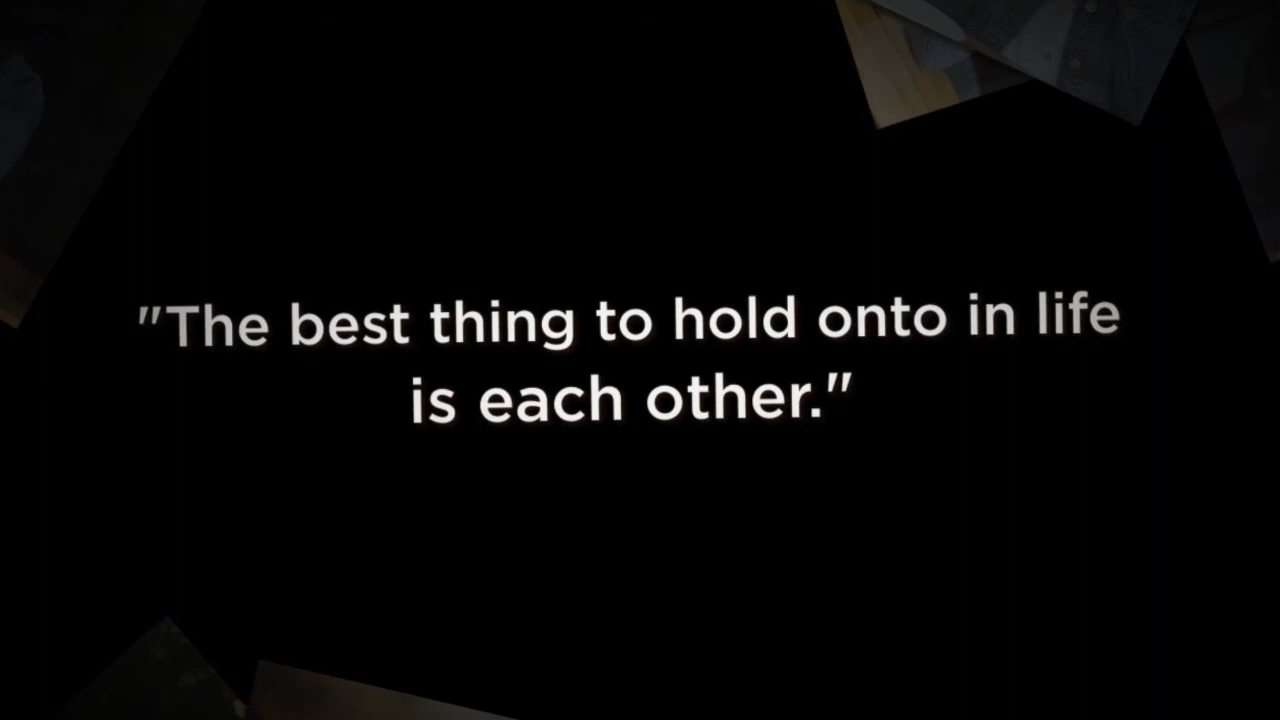 "The best thing to hold onto in life
is each other."